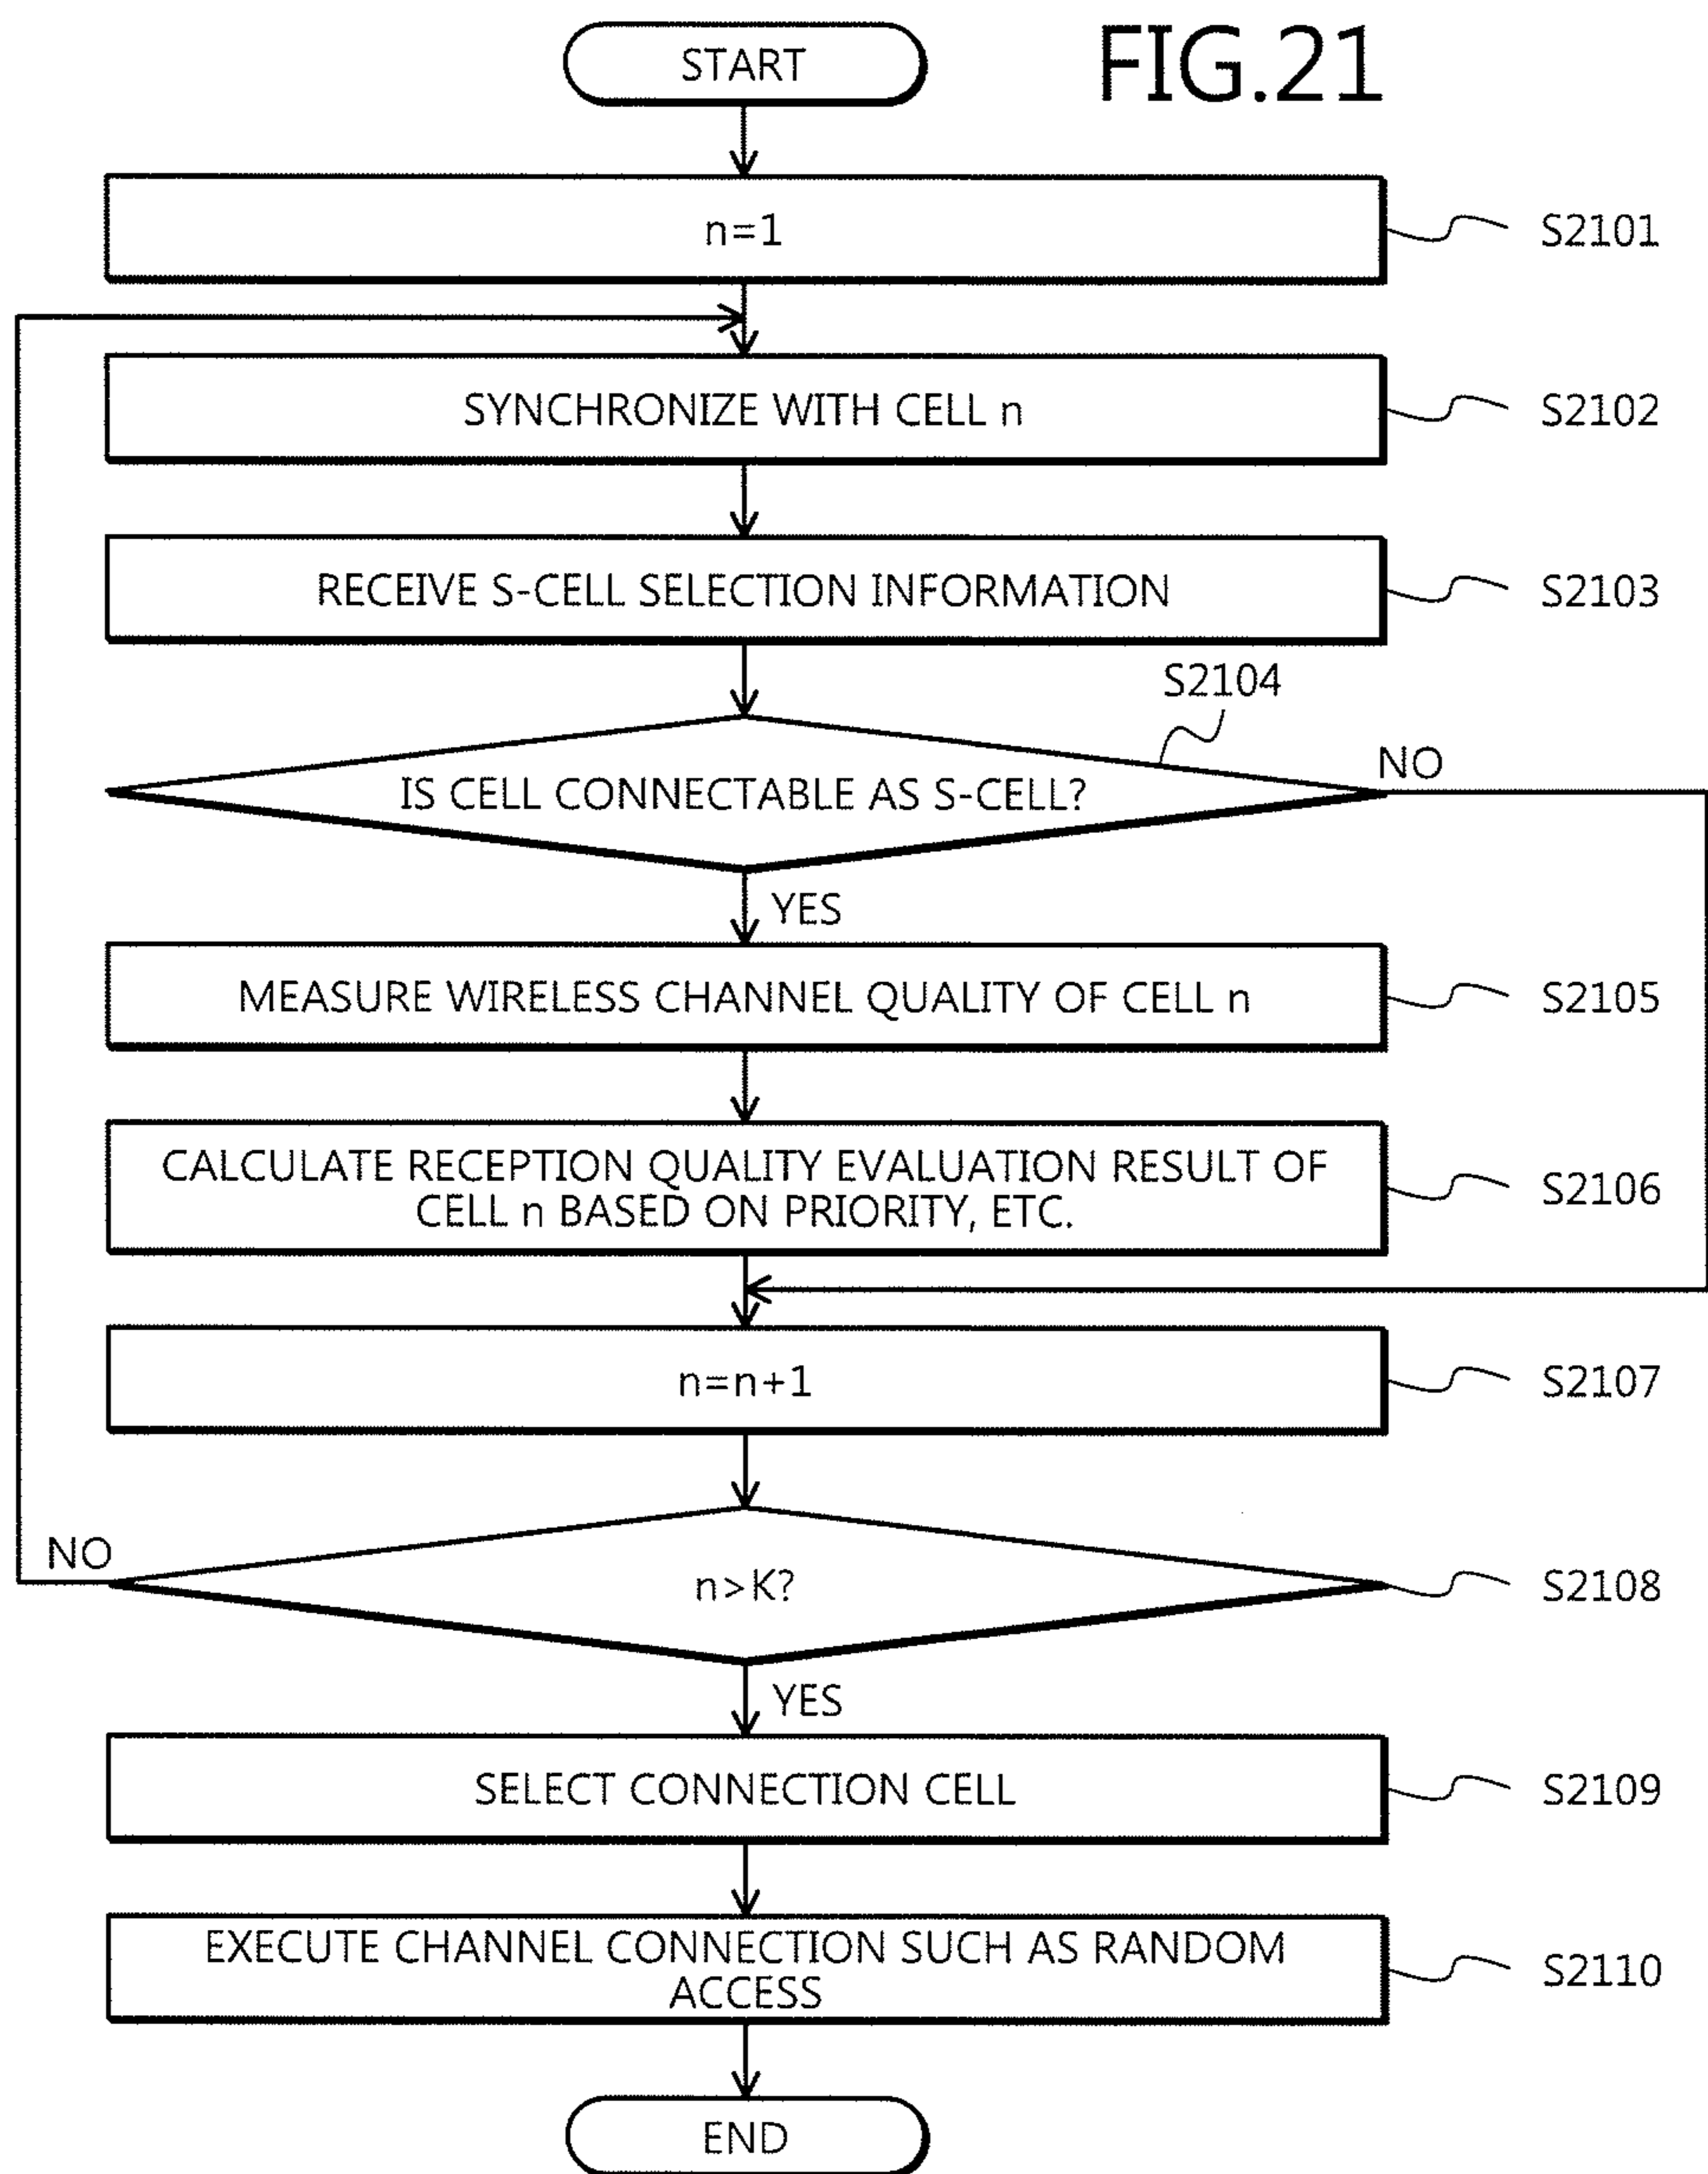 FIG.21
START
n=1
S2101
SYNCHRONIZE WITH CELL n
S2102
RECEIVE S-CELL SELECTION INFORMATION
S2103
S2104
IS CELL CONNECTABLE AS S-CELL?
NO
YES
MEASURE WIRELESS CHANNEL QUALITY OF CELL n
S2105
CALCULATE RECEPTION QUALITY EVALUATION RESULT OF
CELL n BASED ON PRIORITY, ETC.
S2106
n=n+1
S2107
NO
n>K?
S2108
YES
SELECT CONNECTION CELL
S2109
EXECUTE CHANNEL CONNECTION SUCH AS RANDOM
ACCESS
S2110
END